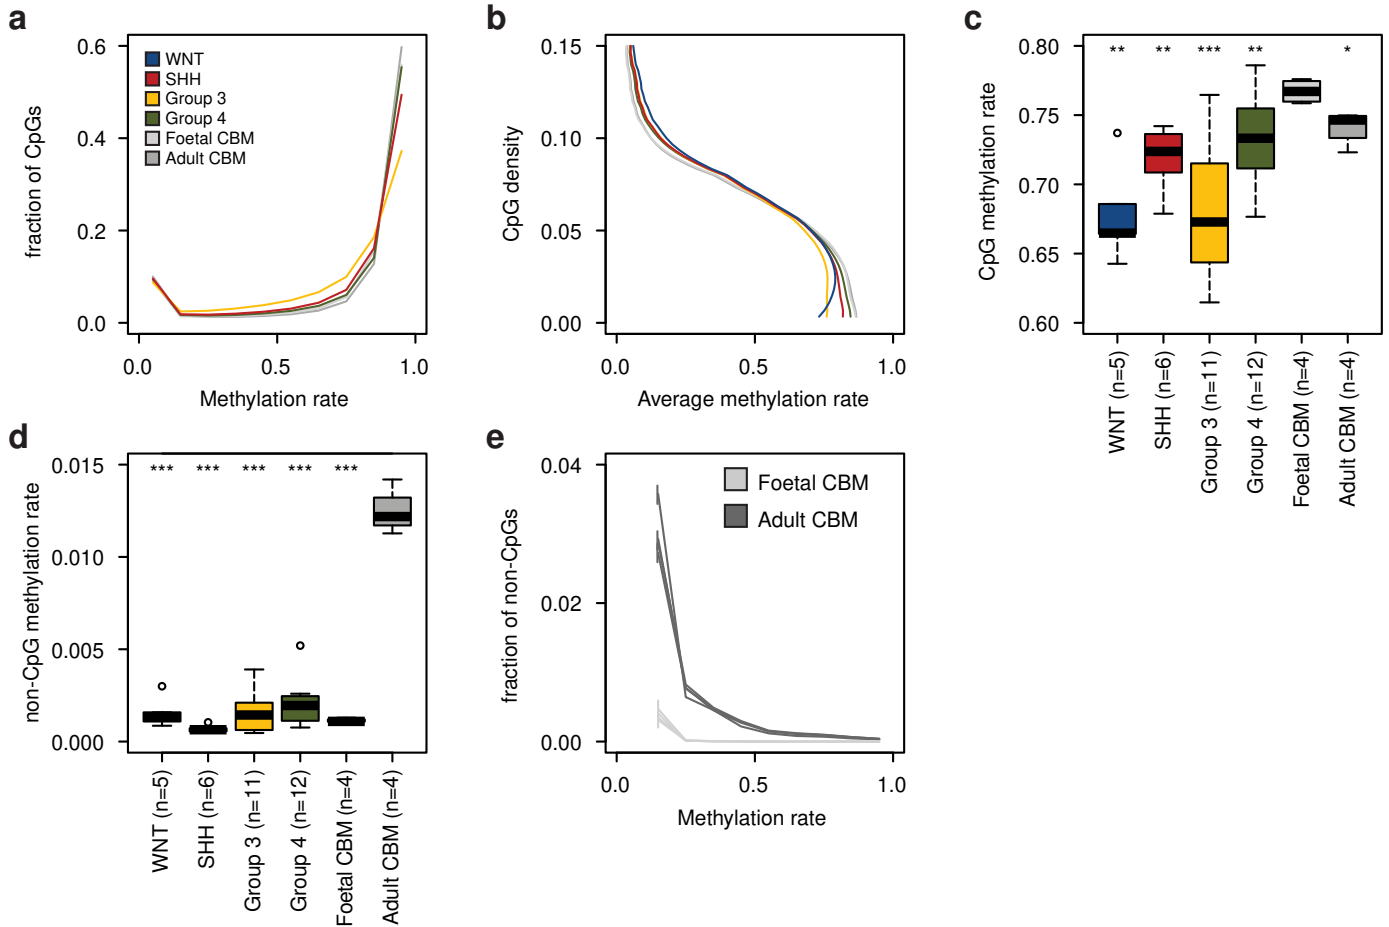 a
fraction of CpGs
0.6
0.4
0.2
0.0
WNT
SHH
Group 3
Group 4
Foetal CBM
Adult CBM
0.0 0.5 1.0
Methylation rate
b
CpG density
0.15
0.10
0.05
0.00
0.0 0.5 1.0
Average methylation rate
c
CpG methylation rate
0.80
0.75
0.70
0.65
0.60
** ** *** ** *
WNT (n=5)
SHH (n=6)
Group 3 (n=11)
Group 4 (n=12)
Foetal CBM (n=4)
Adult CBM (n=4)
d
non-CpG methylation rate
0.015
0.010
0.005
0.000
*** *** *** *** ***
WNT (n=5)
SHH (n=6)
Group 3 (n=11)
Group 4 (n=12)
Foetal CBM (n=4)
Adult CBM (n=4)
e
fraction of non-CpGs
0.04
0.02
0.00
Foetal CBM
Adult CBM
0.0 0.5 1.0
Methylation rate